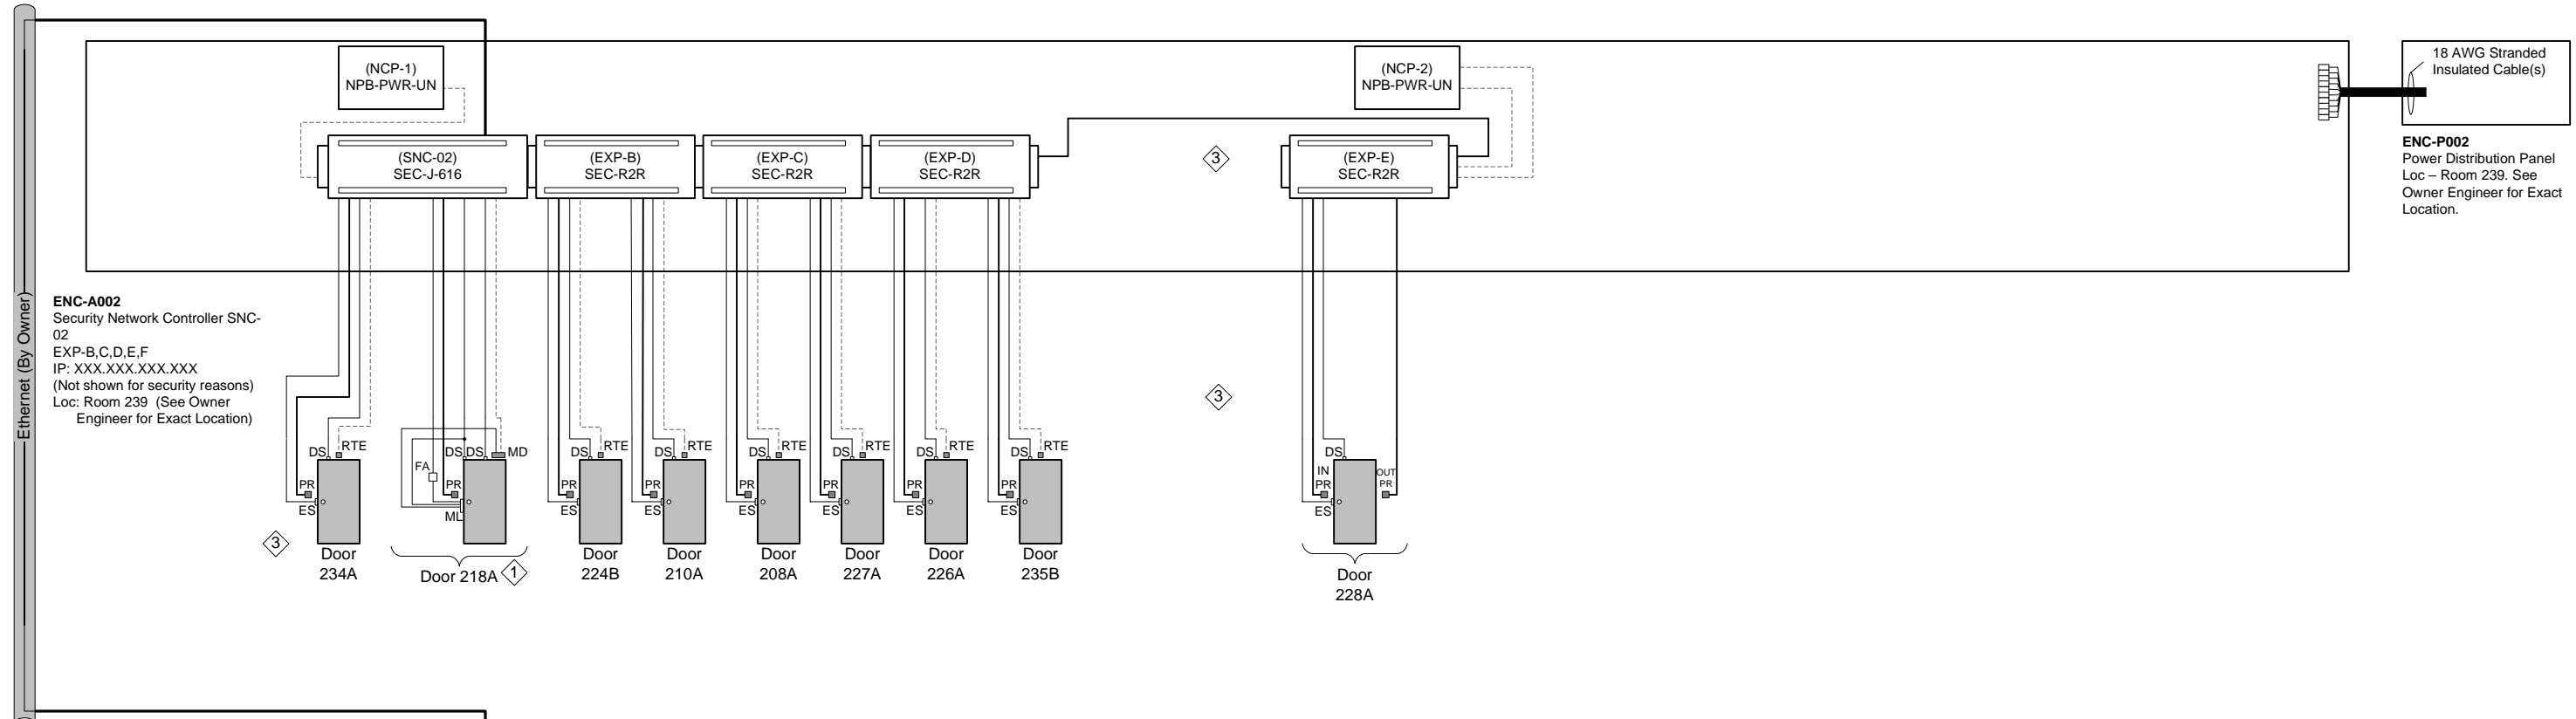 (NCP-1)
NPB-PWR-UN
(NCP-2)
NPB-PWR-UN
18 AWG Stranded
Insulated Cable(s)
ENC-P002
Power Distribution Panel
Loc – Room 239. See
Owner Engineer for Exact
Location.
(SNC-02)
SEC-J-616
(EXP-B)
SEC-R2R
(EXP-C)
SEC-R2R
(EXP-D)
SEC-R2R
3
(EXP-E)
SEC-R2R
Ethernet (By Owner)
ENC-A002
Security Network Controller SNC-
02
EXP-B,C,D,E,F
IP: XXX.XXX.XXX.XXX
(Not shown for security reasons)
Loc: Room 239 (See Owner
Engineer for Exact Location)
3
DS
RTE
PR
ES
3
Door
234A
FA
DS
DS
MD
PR
ML
Door 218A
1
DS
RTE
PR
ES
Door
224B
DS
RTE
PR
ES
Door
210A
DS
RTE
PR
ES
Door
208A
DS
RTE
PR
ES
Door
227A
DS
RTE
PR
ES
Door
226A
DS
RTE
PR
ES
Door
235B
DS
IN
PR
OUT
PR
ES
Door
228A